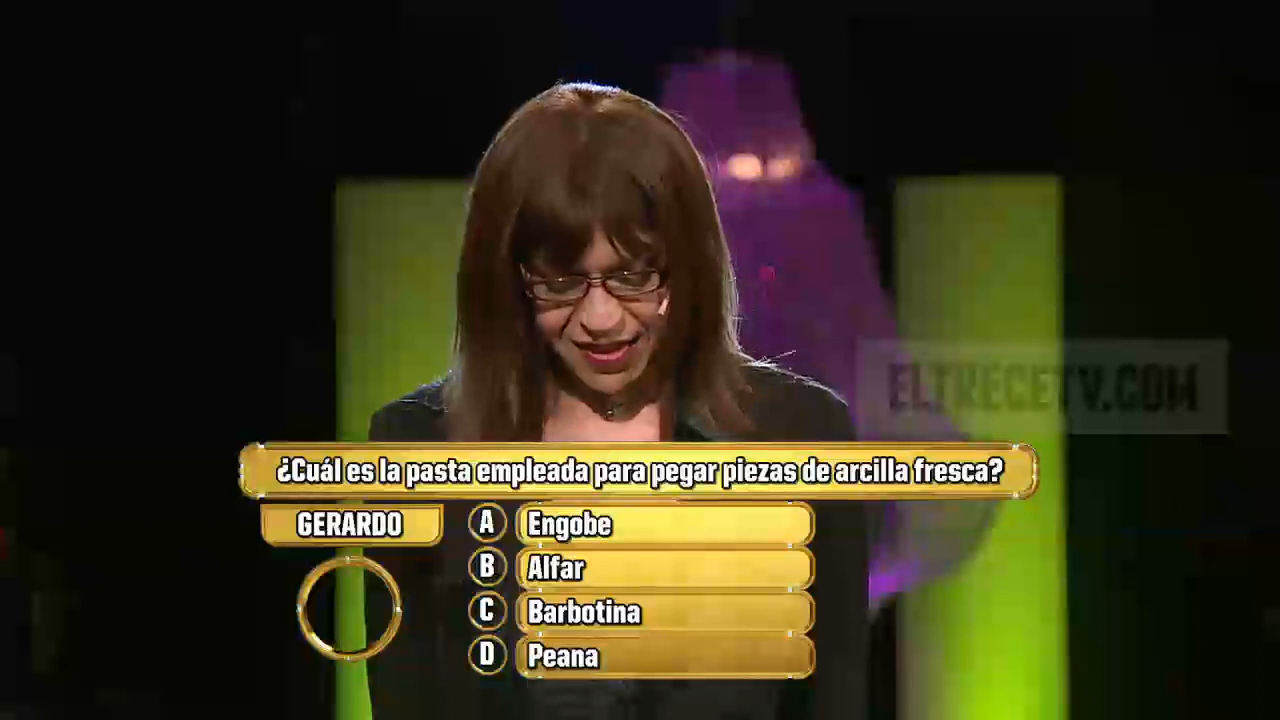 ELTRECETV.COM
¿Cuál es la pasta empleada para pegar piezas de arcilla fresca?
GERARDO
A Engobe
B Alfar
C Barbotina
D Peana